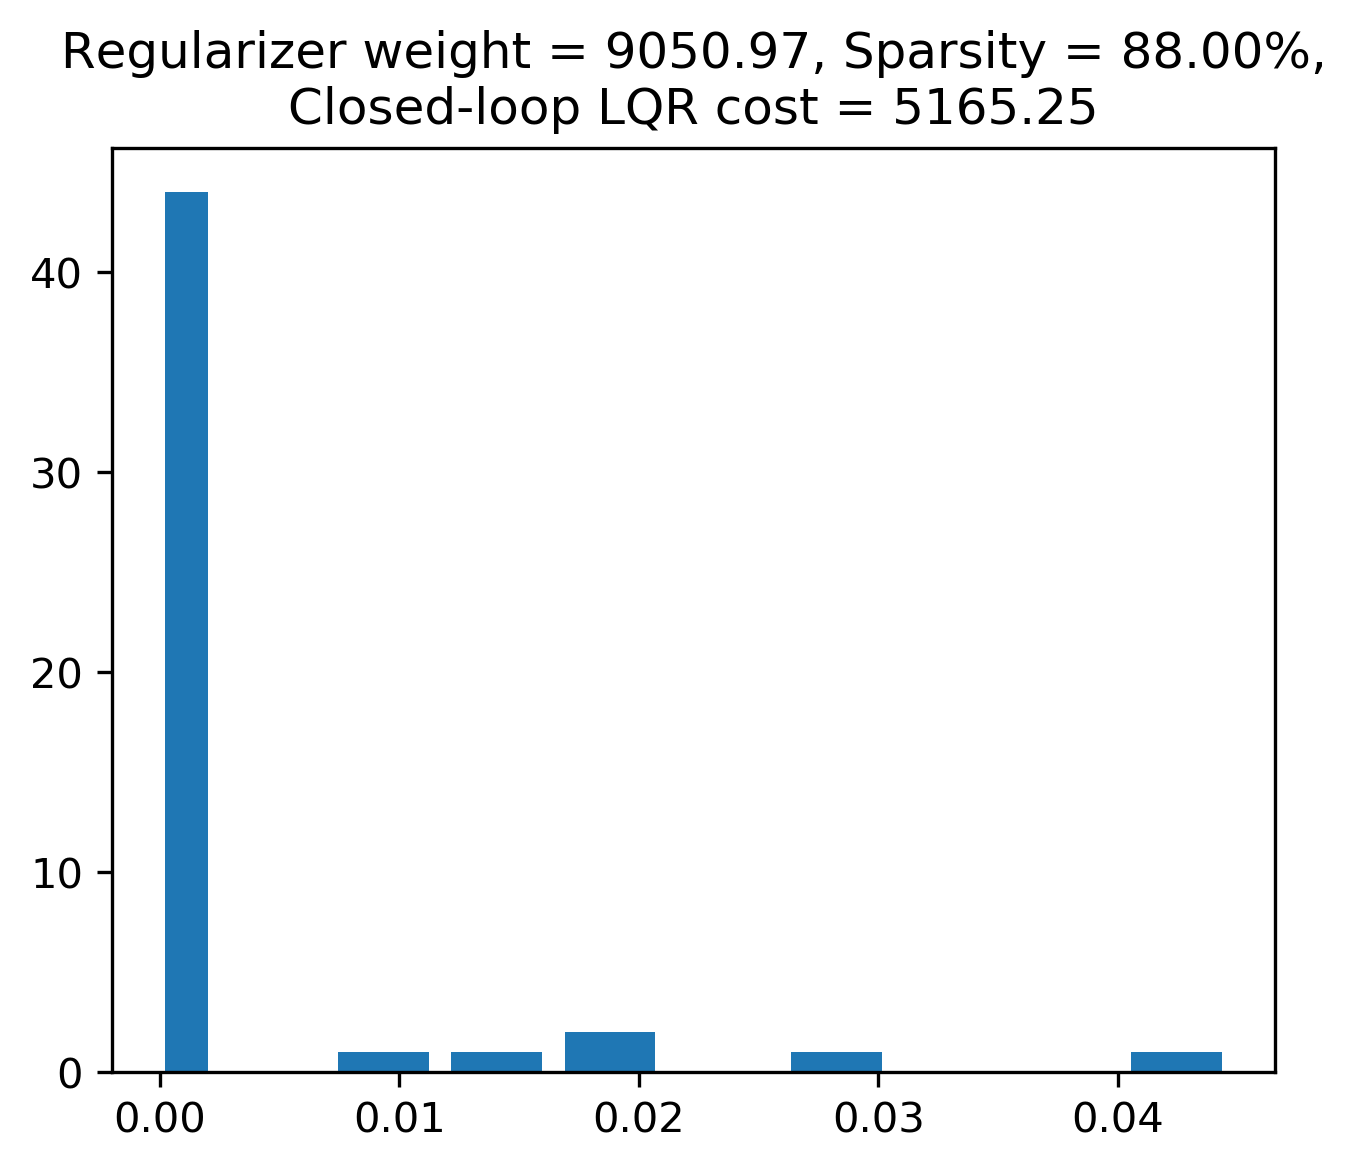 Regularizer weight = 9050.97, Sparsity = 88.00%,
Closed-loop LQR cost = 5165.25
40
30
20
10
0
0.00 0.01 0.02 0.03 0.04